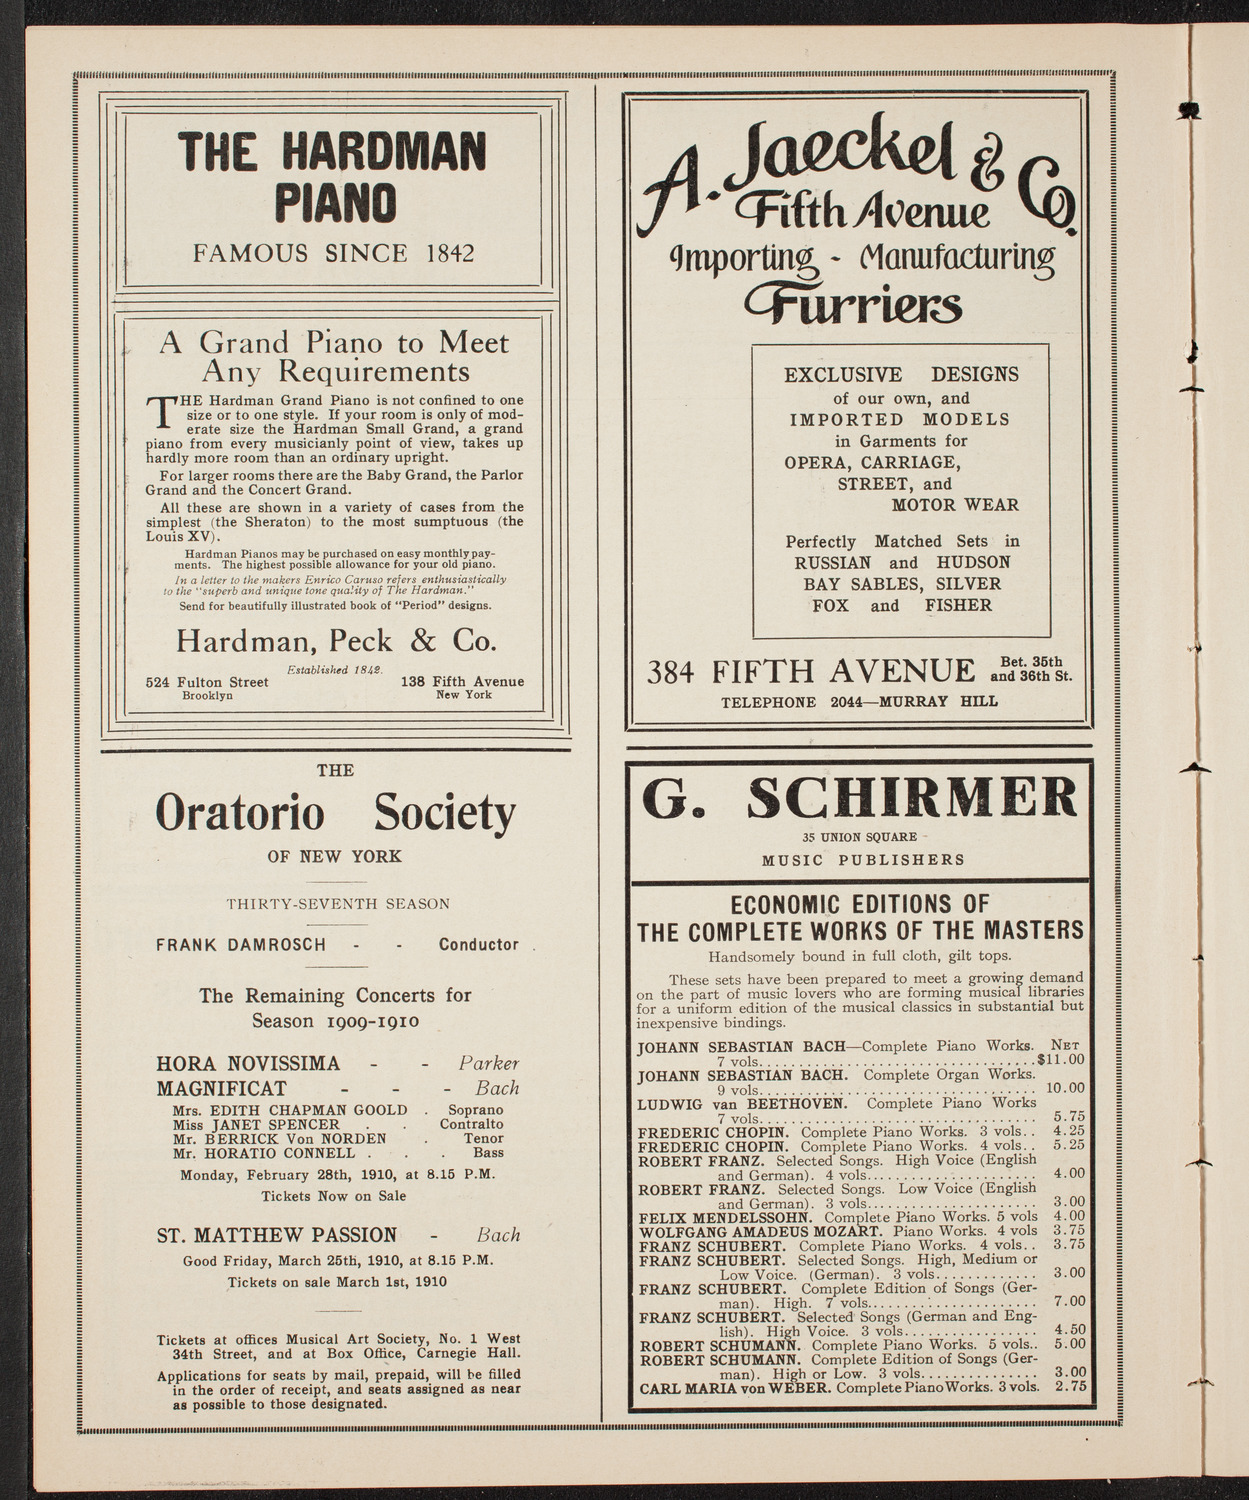 THE HARDMAN
PIANO
FAMOUS SINCE 1842
A Grand Piano to Meet
Any Requirements
THE Hardman Grand Piano is not confined to one
size or to one style. If your room is only of mod-
erate size the Hardman Small Grand, a grand
piano from every musicianly point of view, takes up
hardly more room than an ordinary upright.
For larger rooms there are the Baby Grand, the Parlor
Grand and the Concert Grand.
All these are shown in a variety of cases from the
simplest (the Sheraton) to the most sumptuous (the
Louis XV).
Hardman Pianos may be purchased on easy monthly pay-
ments. The highest possible allowance for your old piano.
In a letter to the makers Enrico Caruso refers enthusiastically
to the "superb and unique tone quality of The Hardman."
Send for beautifully illustrated book of "Period" designs.
Hardman, Peck & Co.
Established 1842.
524 Fulton Street 138 Fifth Avenue
Brooklyn New York
THE
Oratorio Society
OF NEW YORK
THIRTY-SEVENTH SEASON
FRANK DAMROSCH - - Conductor
The Remaining Concerts for
Season 1909-1910
HORA NOVISSIMA - - Parker
MAGNIFICAT - - - Bach
Mrs. EDITH CHAPMAN GOOLD . Soprano
Miss JANET SPENCER . . Contralto
Mr. BERRICK Von NORDEN . Tenor
Mr. HORATIO CONNELL . . . Bass
Monday, February 28th, 1910, at 8.15 P.M.
Tickets Now on Sale
ST. MATTHEW PASSION - Bach
Good Friday, March 25th, 1910, at 8.15 P.M.
Tickets on sale March 1st, 1910
Tickets at offices Musical Art Society, No. 1 West
34th Street, and at Box Office, Carnegie Hall.
Applications for seats by mail, prepaid, will be filled
in the order of receipt, and seats assigned as near
as possible to those designated.
A. Jaeckel & Co.
Fifth Avenue
Importing - Manufacturing
Furriers
EXCLUSIVE DESIGNS
of our own, and
IMPORTED MODELS
in Garments for
OPERA, CARRIAGE,
STREET, and
MOTOR WEAR
Perfectly Matched Sets in
RUSSIAN and HUDSON
BAY SABLES, SILVER
FOX and FISHER
384 FIFTH AVENUE Bet. 35th
and 36th St.
TELEPHONE 2044—MURRAY HILL
G. SCHIRMER
35 UNION SQUARE
MUSIC PUBLISHERS
ECONOMIC EDITIONS OF
THE COMPLETE WORKS OF THE MASTERS
Handsomely bound in full cloth, gilt tops.
These sets have been prepared to meet a growing demand
on the part of music lovers who are forming musical libraries
for a uniform edition of the musical classics in substantial but
inexpensive bindings.
JOHANN SEBASTIAN BACH—Complete Piano Works. NET
7 vols. $11.00
JOHANN SEBASTIAN BACH. Complete Organ Works.
9 vols. 10.00
LUDWIG van BEETHOVEN. Complete Piano Works
7 vols. 5.75
FREDERIC CHOPIN. Complete Piano Works. 3 vols.. 4.25
FREDERIC CHOPIN. Complete Piano Works. 4 vols.. 5.25
ROBERT FRANZ. Selected Songs. High Voice (English
and German). 4 vols. 4.00
ROBERT FRANZ. Selected Songs. Low Voice (English
and German). 3 vols. 3.00
FELIX MENDELSSOHN. Complete Piano Works. 5 vols 4.00
WOLFGANG AMADEUS MOZART. Piano Works. 4 vols 3.75
FRANZ SCHUBERT. Complete Piano Works. 4 vols.. 3.75
FRANZ SCHUBERT. Selected Songs. High, Medium or
Low Voice. (German). 3 vols. 3.00
FRANZ SCHUBERT. Complete Edition of Songs (Ger-
man). High. 7 vols. 7.00
FRANZ SCHUBERT. Selected Songs (German and Eng-
lish). High Voice. 3 vols. 4.50
ROBERT SCHUMANN. Complete Piano Works. 5 vols.. 5.00
ROBERT SCHUMANN. Complete Edition of Songs (Ger-
man). High or Low. 3 vols. 3.00
CARL MARIA von WEBER. Complete Piano Works. 3 vols. 2.75